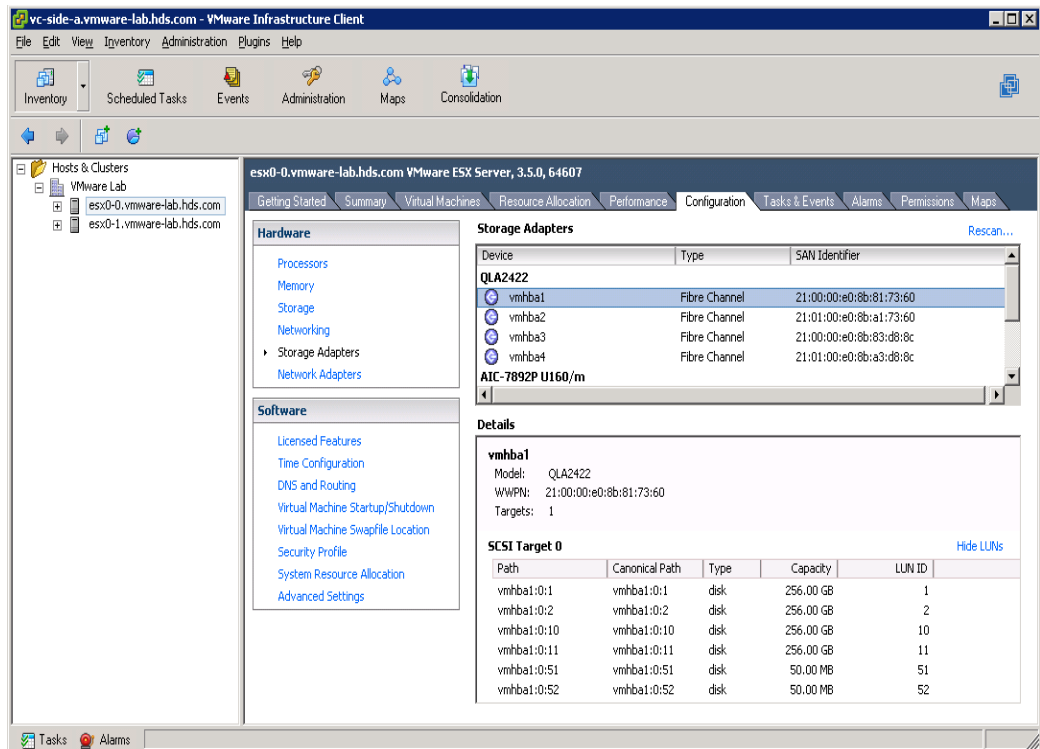 vc-side-a.vmware-lab.hds.com - VMware Infrastructure Client
File Edit View Inventory Administration Plugins Help
Inventory Scheduled Tasks Events Administration Maps Consolidation
Hosts & Clusters
VMware Lab
esx0-0.vmware-lab.hds.com
esx0-1.vmware-lab.hds.com
esx0-0.vmware-lab.hds.com VMware ESX Server, 3.5.0, 64607
Getting Started Summary Virtual Machines Resource Allocation Performance Configuration Tasks & Events Alarms Permissions Maps
Hardware
Processors
Memory
Storage
Networking
Storage Adapters
Network Adapters
Software
Licensed Features
Time Configuration
DNS and Routing
Virtual Machine Startup/Shutdown
Virtual Machine Swapfile Location
Security Profile
System Resource Allocation
Advanced Settings
Storage Adapters Rescan...
Device Type SAN Identifier
QLA2422
vmhba1 Fibre Channel 21:00:00:e0:8b:81:73:60
vmhba2 Fibre Channel 21:01:00:e0:8b:a1:73:60
vmhba3 Fibre Channel 21:00:00:e0:8b:83:d8:8c
vmhba4 Fibre Channel 21:01:00:e0:8b:a3:d8:8c
AIC-7892P U160/m
Details
vmhba1
Model: QLA2422
WWPN: 21:00:00:e0:8b:81:73:60
Targets: 1
SCSI Target 0 Hide LUNs
Path Canonical Path Type Capacity LUN ID
vmhba1:0:1 vmhba1:0:1 disk 256.00 GB 1
vmhba1:0:2 vmhba1:0:2 disk 256.00 GB 2
vmhba1:0:10 vmhba1:0:10 disk 256.00 GB 10
vmhba1:0:11 vmhba1:0:11 disk 256.00 GB 11
vmhba1:0:51 vmhba1:0:51 disk 50.00 MB 51
vmhba1:0:52 vmhba1:0:52 disk 50.00 MB 52
Tasks Alarms